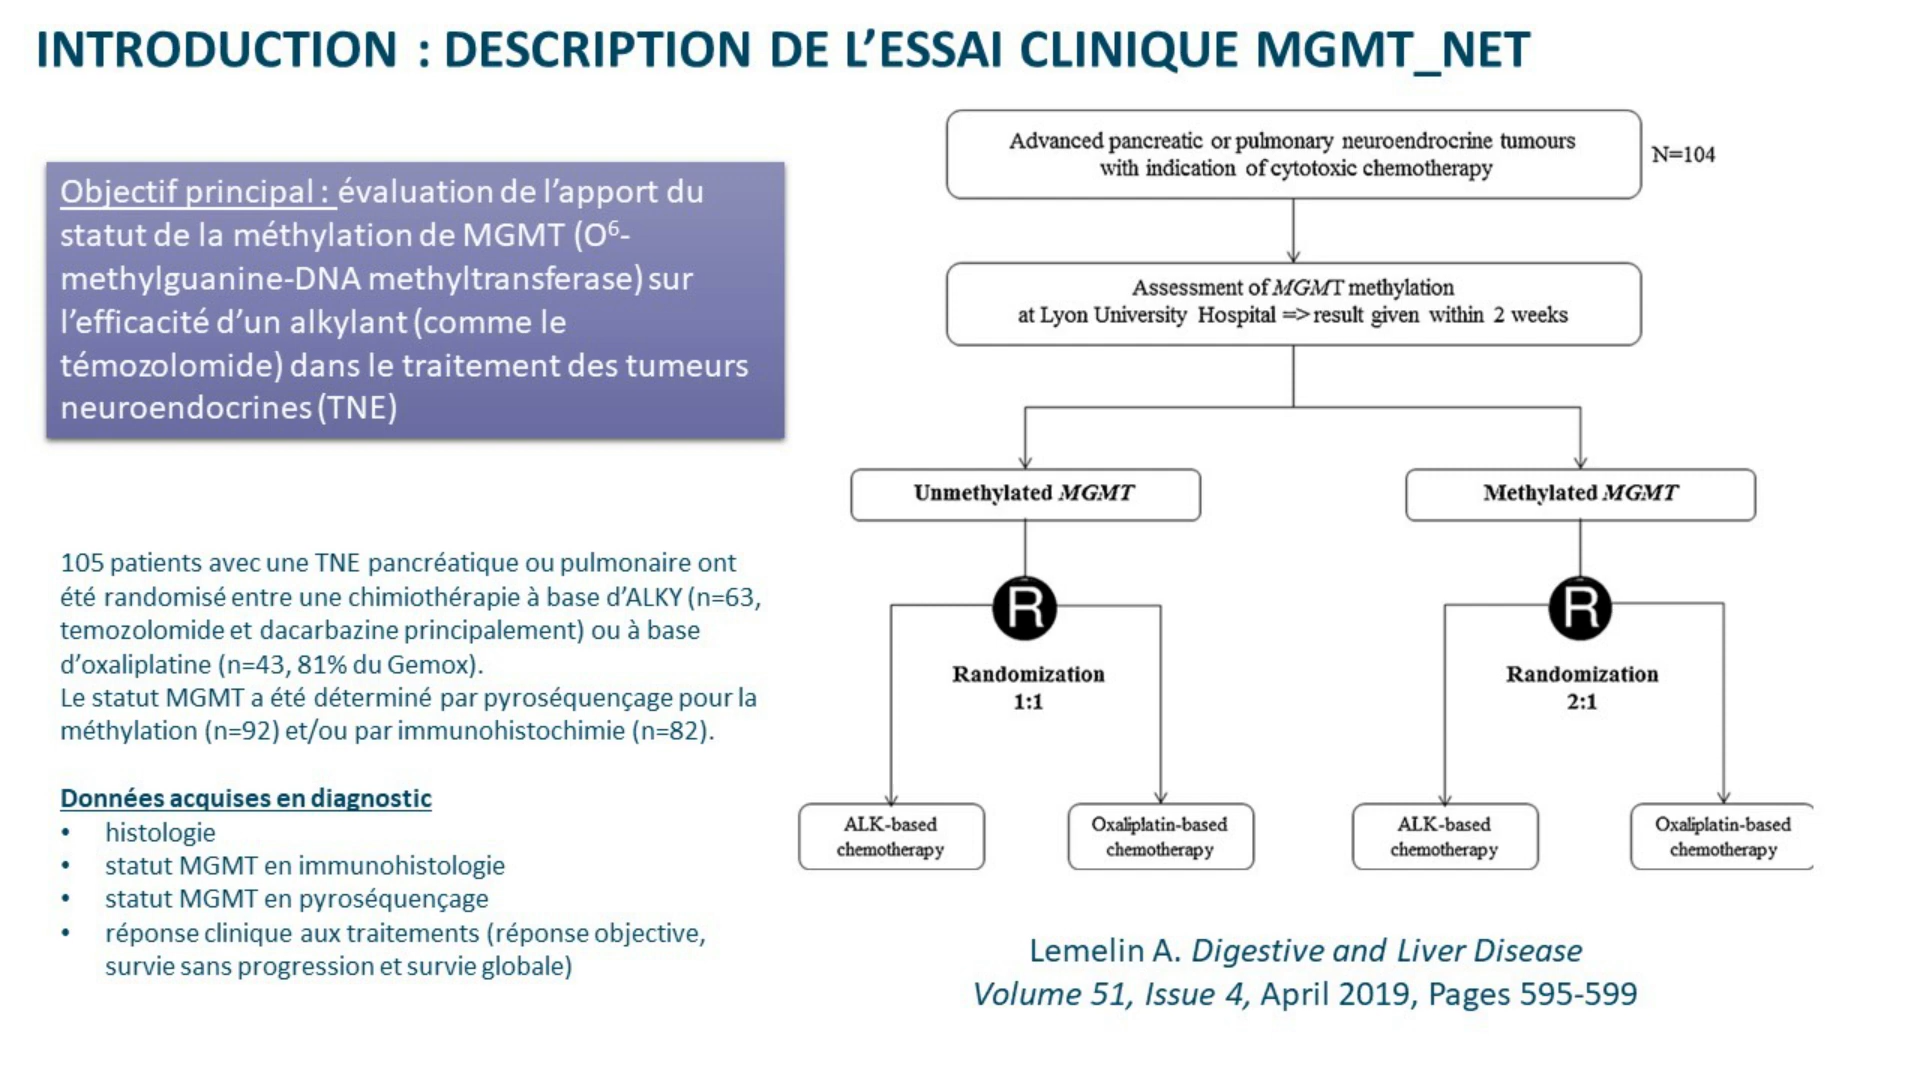 INTRODUCTION : DESCRIPTION DE L’ESSAI CLINIQUE MGMT_NET
Objectif principal : évaluation de l’apport du
statut de la méthylation de MGMT (O⁶-
methylguanine-DNA methyltransferase) sur
l’efficacité d’un alkylant (comme le
témozolomide) dans le traitement des tumeurs
neuroendocrines (TNE)
105 patients avec une TNE pancréatique ou pulmonaire ont
été randomisé entre une chimiothérapie à base d’ALKY (n=63,
temozolomide et dacarbazine principalement) ou à base
d’oxaliplatine (n=43, 81% du Gemox).
Le statut MGMT a été déterminé par pyroséquençage pour la
méthylation (n=92) et/ou par immunohistochimie (n=82).
Données acquises en diagnostic
• histologie
• statut MGMT en immunohistologie
• statut MGMT en pyroséquençage
• réponse clinique aux traitements (réponse objective,
survie sans progression et survie globale)
Advanced pancreatic or pulmonary neuroendocrine tumours
with indication of cytotoxic chemotherapy
N=104
Assessment of MGMT methylation
at Lyon University Hospital => result given within 2 weeks
Unmethylated MGMT
Methylated MGMT
R
R
Randomization
1:1
Randomization
2:1
ALK-based
chemotherapy
Oxaliplatin-based
chemotherapy
ALK-based
chemotherapy
Oxaliplatin-based
chemotherapy
Lemelin A. Digestive and Liver Disease
Volume 51, Issue 4, April 2019, Pages 595-599